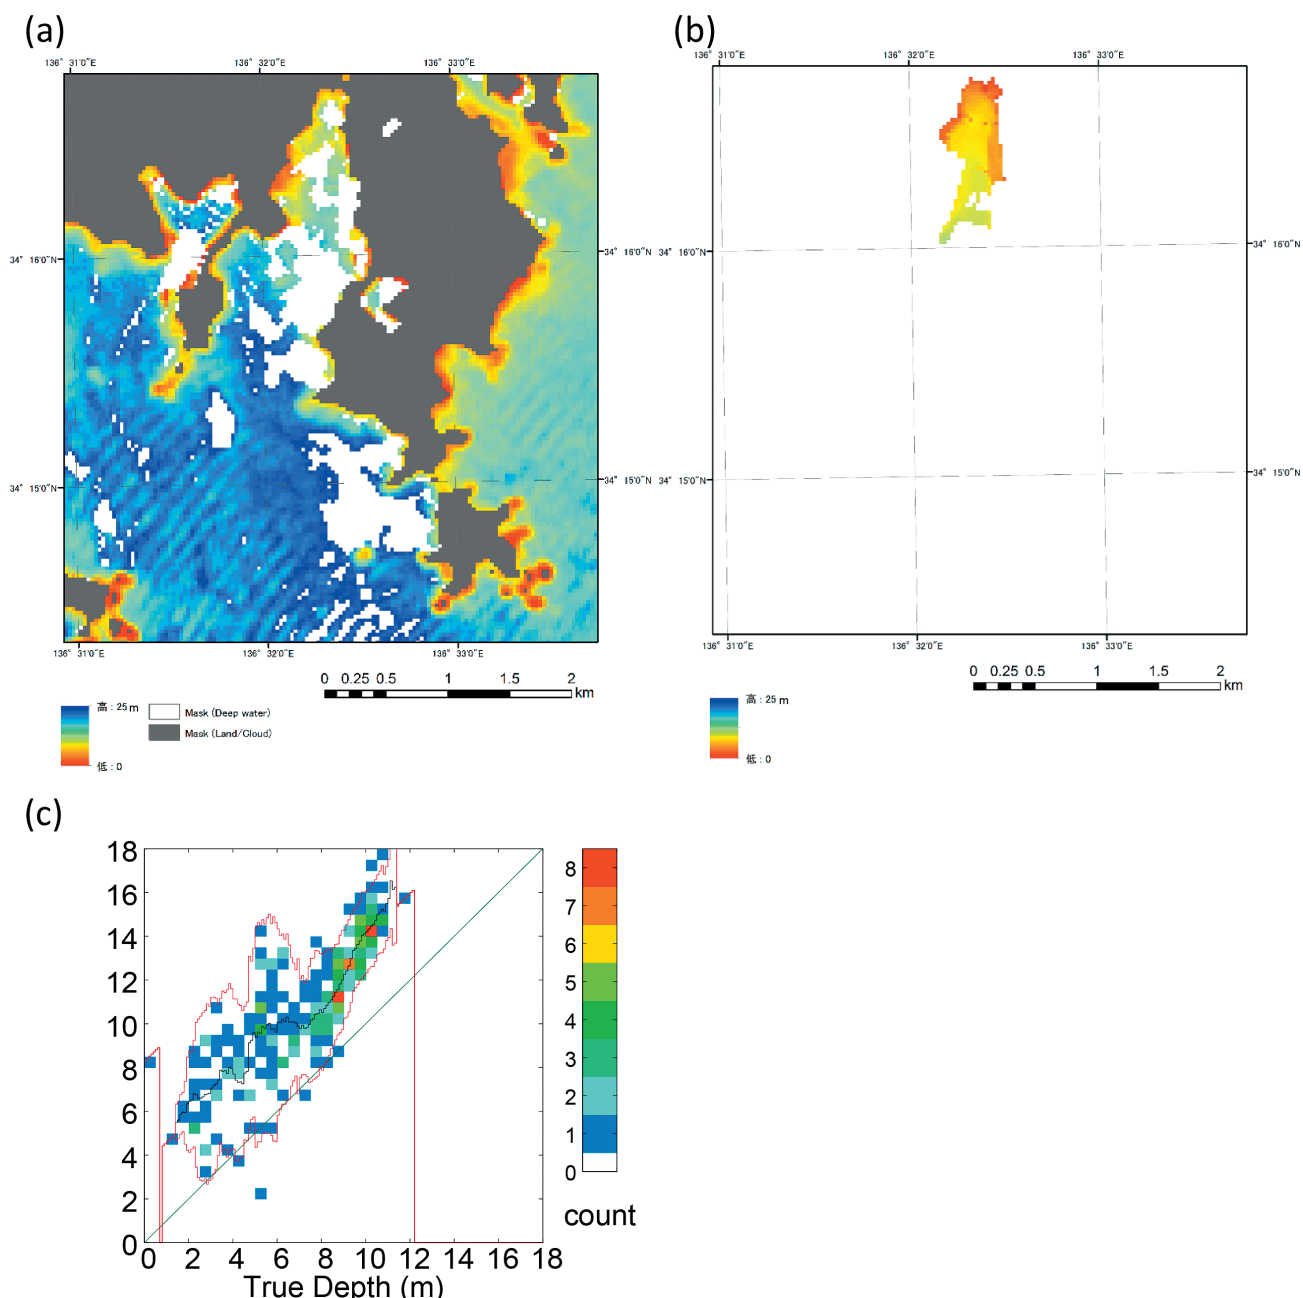 (a)
136° 31'0"E 136° 32'0"E 136° 33'0"E
34° 16'0"N 34° 16'0"N
34° 15'0"N 34° 15'0"N
136° 31'0"E 136° 32'0"E 136° 33'0"E
0 0.25 0.5 1 1.5 2
km
高 : 25 m
低 : 0
Mask (Deep water)
Mask (Land/Cloud)
(b)
136° 31'0"E 136° 32'0"E 136° 33'0"E
34° 16'0"N
34° 15'0"N
136° 31'0"E 136° 32'0"E 136° 33'0"E
0 0.25 0.5 1 1.5 2
km
高 : 25 m
低 : 0
(c)
18
16
14
12
10
8
6
4
2
0
0 2 4 6 8 10 12 14 16 18
True Depth (m)
8
7
6
5
4
3
2
1
0
count